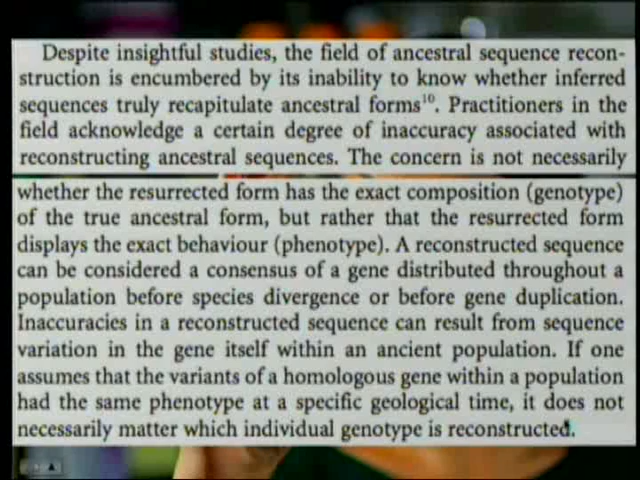 Despite insightful studies, the field of ancestral sequence recon-
struction is encumbered by its inability to know whether inferred
sequences truly recapitulate ancestral forms¹⁰. Practitioners in the
field acknowledge a certain degree of inaccuracy associated with
reconstructing ancestral sequences. The concern is not necessarily
whether the resurrected form has the exact composition (genotype)
of the true ancestral form, but rather that the resurrected form
displays the exact behaviour (phenotype). A reconstructed sequence
can be considered a consensus of a gene distributed throughout a
population before species divergence or before gene duplication.
Inaccuracies in a reconstructed sequence can result from sequence
variation in the gene itself within an ancient population. If one
assumes that the variants of a homologous gene within a population
had the same phenotype at a specific geological time, it does not
necessarily matter which individual genotype is reconstructed.